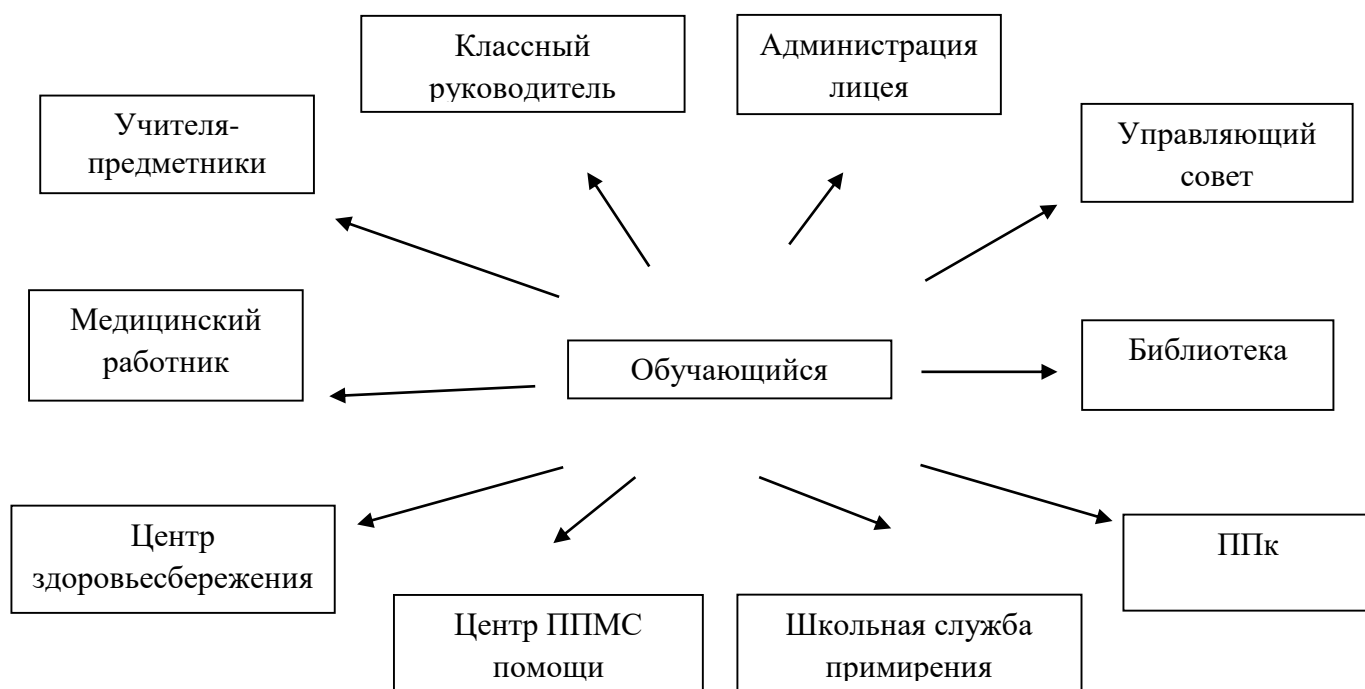 Классный
руководитель
Администрация
лицея
Учителя-
предметники
Управляющий
совет
Медицинский
работник
Обучающийся
Библиотека
Центр
здоровьесбережения
ППк
Центр ППМС
помощи
Школьная служба
примирения